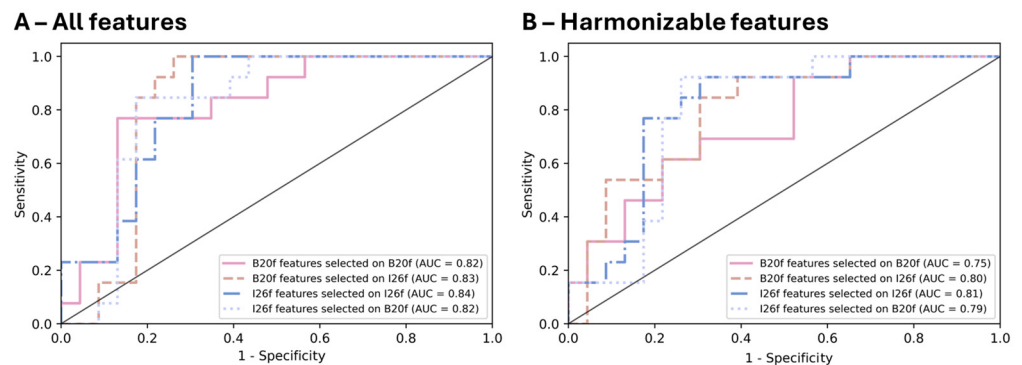 A – All features
1.0
0.8
0.6
0.4
0.2
0.0
Sensitivity
B20f features selected on B20f (AUC = 0.82)
B20f features selected on I26f (AUC = 0.83)
I26f features selected on I26f (AUC = 0.84)
I26f features selected on B20f (AUC = 0.82)
0.0 0.2 0.4 0.6 0.8 1.0
1 - Specificity
B – Harmonizable features
1.0
0.8
0.6
0.4
0.2
0.0
Sensitivity
B20f features selected on B20f (AUC = 0.75)
B20f features selected on I26f (AUC = 0.80)
I26f features selected on I26f (AUC = 0.81)
I26f features selected on B20f (AUC = 0.79)
0.0 0.2 0.4 0.6 0.8 1.0
1 - Specificity